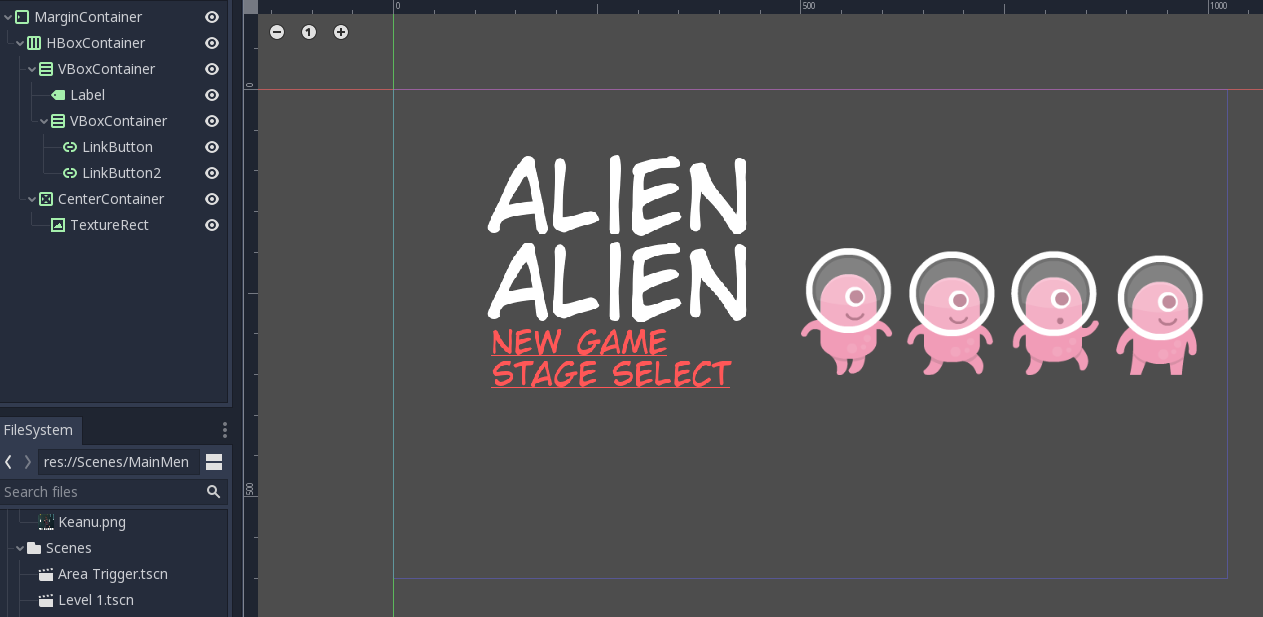 MarginContainer
HBoxContainer
VBoxContainer
Label
VBoxContainer
LinkButton
LinkButton2
CenterContainer
TextureRect
FileSystem
res://Scenes/MainMen
Search files
Keanu.png
Scenes
Area Trigger.tscn
Level 1.tscn
0
500
1000
1
0
500
ALIEN
ALIEN
NEW GAME
STAGE SELECT